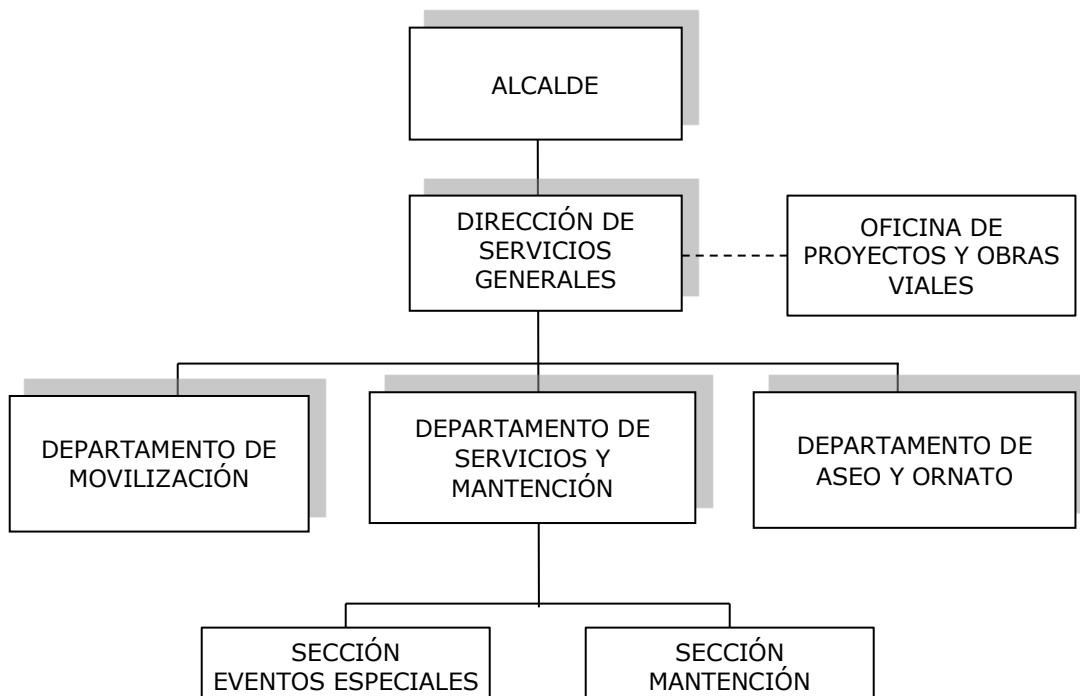 ALCALDE
DIRECCIÓN DE
SERVICIOS
GENERALES
OFICINA DE
PROYECTOS Y OBRAS
VIALES
DEPARTAMENTO DE
MOVILIZACIÓN
DEPARTAMENTO DE
SERVICIOS Y
MANTENCIÓN
DEPARTAMENTO DE
ASEO Y ORNATO
SECCIÓN
EVENTOS ESPECIALES
SECCIÓN
MANTENCIÓN